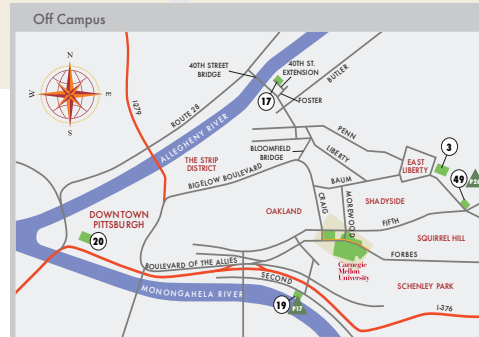 Off Campus
N
W
E
S
I279
ROUTE 28
40TH STREET
BRIDGE
40TH ST.
EXTENSION
BUTLER
FOSTER
17
ALLEGHENY RIVER
PENN
BLOOMFIELD
BRIDGE
LIBERTY
3
THE STRIP
DISTRICT
BIGELOW BOULEVARD
BAUM
EAST
LIBERTY
49
CRAIG
MOREWOOD
SHADYSIDE
OAKLAND
DOWNTOWN
PITTSBURGH
20
FIFTH
SQUIRREL HILL
FORBES
Carnegie
Mellon
University
BOULEVARD OF THE ALLIES
SECOND
MONONGAHELA RIVER
SCHENLEY PARK
19
P17
I-376